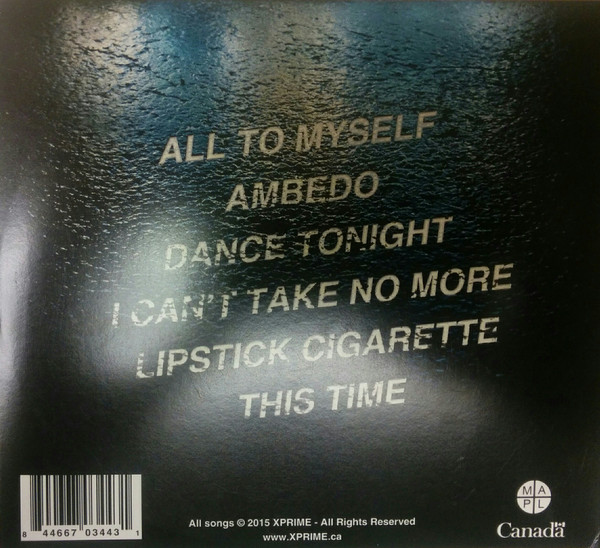 ALL TO MYSELF
AMBEDO
DANCE TONIGHT
I CAN'T TAKE NO MORE
LIPSTICK CIGARETTE
THIS TIME
8 44667 03443 1
All songs © 2015 XPRIME - All Rights Reserved
www.XPRIME.ca
M A
P L
Canada